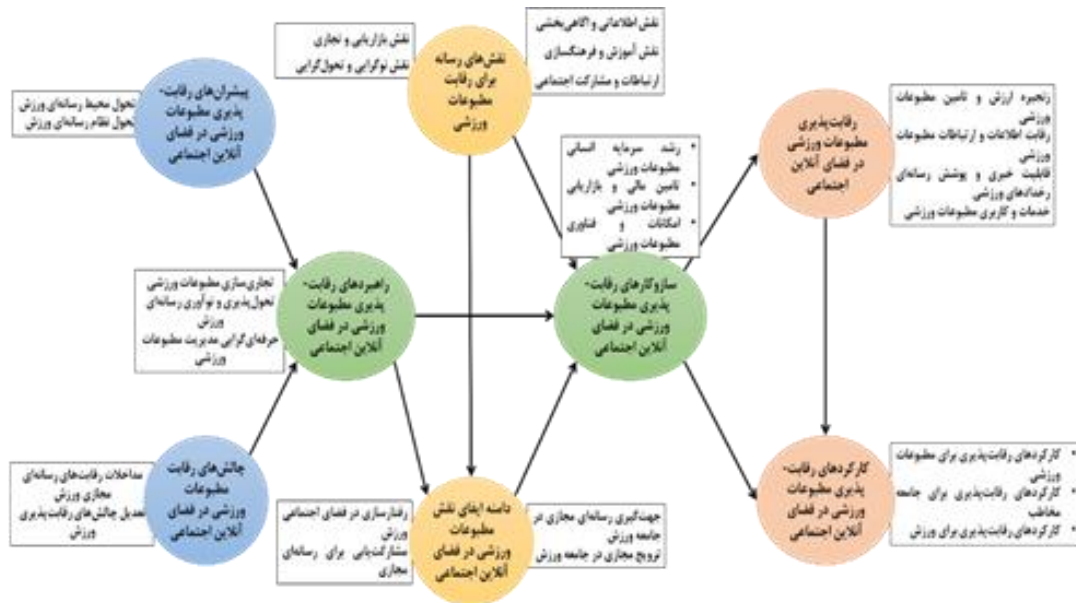 نقش بازاریابی و تجاری
نقش نوگرایی و تحول‌گرایی
نقش‌های رسانه
برای رقابت
مطبوعات
ورزشی
نقش اطلاعاتی و آگاهی‌بخشی
نقش آموزش و فرهنگسازی
ارتباطات و مشارکت اجتماعی
پیشران‌های رقابت-
پذیری مطبوعات
ورزشی در فضای
آنلاین اجتماعی
تحول محیط رسانه‌ای ورزش
تحول نظام رسانه‌ای ورزش
رقابت‌پذیری
مطبوعات ورزشی
در فضای آنلاین
اجتماعی
زنجیره ارزش و تامین مطبوعات
ورزشی
رقابت اطلاعات و ارتباطات مطبوعات
ورزشی
قابلیت خبری و پوشش رسانه‌ای
رخدادهای ورزشی
خدمات و کاربری مطبوعات ورزشی
• رشد سرمایه انسانی
مطبوعات ورزشی
• تامین مالی و بازاریابی
مطبوعات ورزشی
• امکانات و فناوری
مطبوعات ورزشی
تجاری‌سازی مطبوعات ورزشی
تحول‌پذیری و نوآوری رسانه‌ای
ورزش
حرفه‌ای‌گرایی مدیریت مطبوعات
ورزشی
راهبردهای رقابت-
پذیری مطبوعات
ورزشی در فضای
آنلاین اجتماعی
سازوکارهای رقابت-
پذیری مطبوعات
ورزشی در فضای
آنلاین اجتماعی
چالش‌های رقابت
مطبوعات
ورزشی در فضای
آنلاین اجتماعی
مداخلات رقابت‌های رسانه‌ای
مجازی ورزش
تعدیل چالش‌های رقابت‌پذیری
ورزش
رفتارسازی در فضای اجتماعی
ورزش
مشارکت‌یابی برای رسانه‌ای
مجازی
دامنه ایفای نقش
مطبوعات
ورزشی در فضای
آنلاین اجتماعی
جهت‌گیری رسانه‌ای مجازی در
جامعه ورزش
ترویج مجازی در جامعه ورزش
کارکردهای رقابت-
پذیری مطبوعات
ورزشی در فضای
آنلاین اجتماعی
• کارکردهای رقابت‌پذیری برای مطبوعات
ورزشی
• کارکردهای رقابت‌پذیری برای جامعه
مخاطب
• کارکردهای رقابت‌پذیری برای ورزش